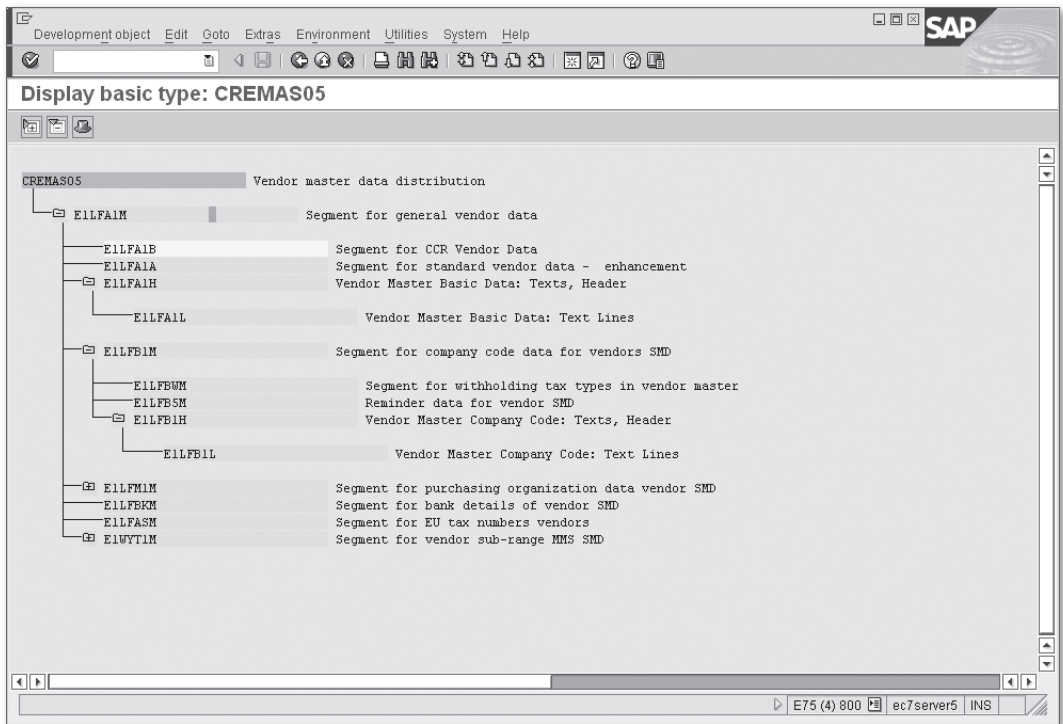 Development object Edit Goto Extras Environment Utilities System Help
SAP
Display basic type: CREMAS05
CREMAS05 Vendor master data distribution
E1LFA1M Segment for general vendor data
E1LFA1B Segment for CCR Vendor Data
E1LFA1A Segment for standard vendor data - enhancement
E1LFA1H Vendor Master Basic Data: Texts, Header
E1LFA1L Vendor Master Basic Data: Text Lines
E1LFB1M Segment for company code data for vendors SMD
E1LFBWM Segment for withholding tax types in vendor master
E1LFB5M Reminder data for vendor SMD
E1LFB1H Vendor Master Company Code: Texts, Header
E1LFB1L Vendor Master Company Code: Text Lines
E1LFM1M Segment for purchasing organization data vendor SMD
E1LFBKM Segment for bank details of vendor SMD
E1LFASM Segment for EU tax numbers vendors
E1WYT1M Segment for vendor sub-range MMS SMD
E75 (4) 800 ec7server5 INS